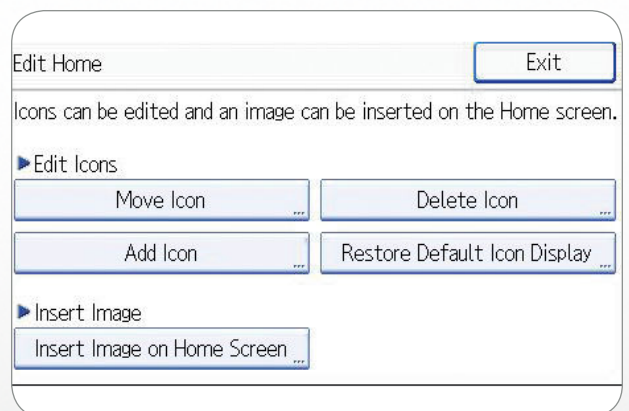 Edit Home
Exit
Icons can be edited and an image can be inserted on the Home screen.
Edit Icons
Move Icon ...
Delete Icon ...
Add Icon ...
Restore Default Icon Display ...
Insert Image
Insert Image on Home Screen ...